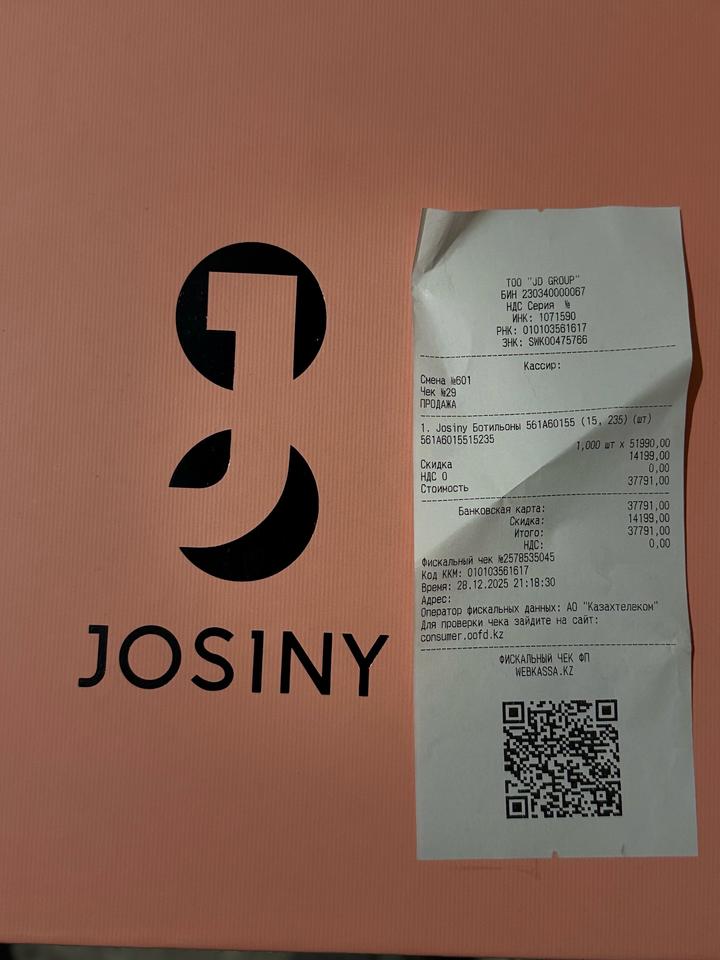 JOSINY
ТОО "JD GROUP"
БИН 230340000067
НДС Серия №
ИНК: 1071590
РНК: 010103561617
ЗНК: SWK00475766
Кассир:
Смена №601
Чек №29
ПРОДАЖА
1. Josiny Ботильоны 561A60155 (15, 235) (шт)
561A6015515235
1,000 шт x 51990,00
Скидка 14199,00
НДС 0 0,00
Стоимость 37791,00
Банковская карта: 37791,00
Скидка: 14199,00
Итого: 37791,00
НДС: 0,00
Фискальный чек №2578535045
Код ККМ: 010103561617
Время: 28.12.2025 21:18:30
Адрес:
Оператор фискальных данных: АО "Казахтелеком"
Для проверки чека зайдите на сайт:
consumer.oofd.kz
ФИСКАЛЬНЫЙ ЧЕК ФП
WEBKASSA.KZ